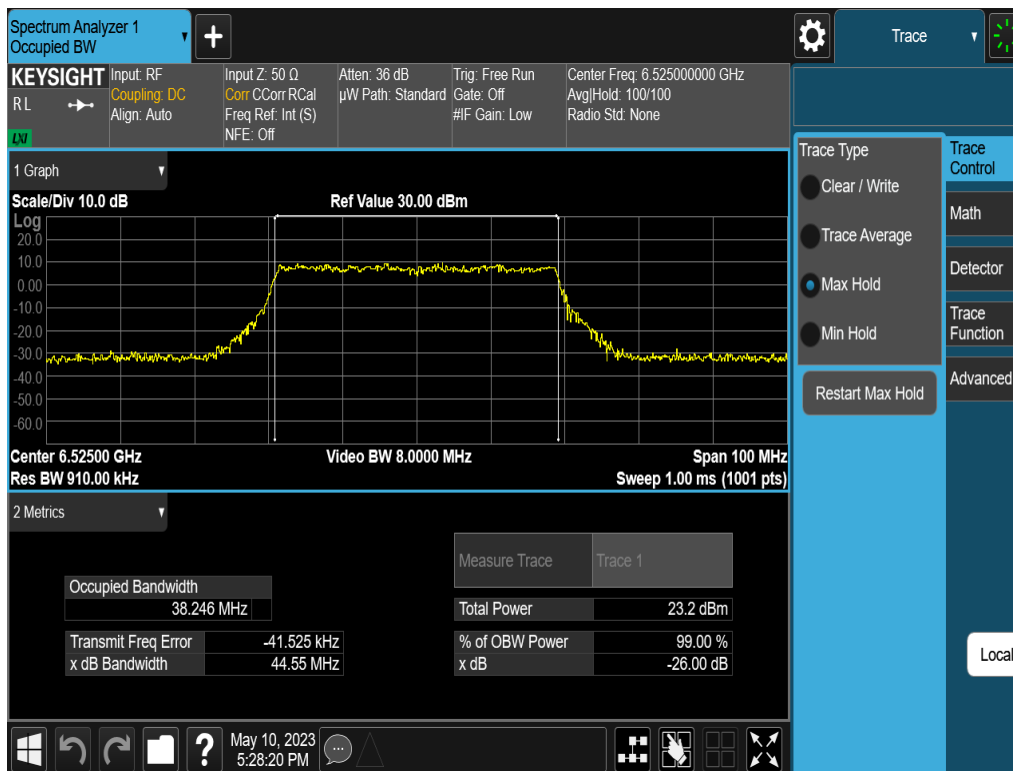 Spectrum Analyzer 1
Occupied BW
+
Trace
KEYSIGHT
R L
LXI
Input: RF
Coupling: DC
Align: Auto
Input Z: 50 Ω
Corr CCorr RCal
Freq Ref: Int (S)
NFE: Off
Atten: 36 dB
µW Path: Standard
Trig: Free Run
Gate: Off
#IF Gain: Low
Center Freq: 6.525000000 GHz
Avg|Hold: 100/100
Radio Std: None
1 Graph
Scale/Div 10.0 dB
Ref Value 30.00 dBm
Log
20.0
10.0
0.00
-10.0
-20.0
-30.0
-40.0
-50.0
-60.0
Center 6.52500 GHz
Video BW 8.0000 MHz
Span 100 MHz
Res BW 910.00 kHz
Sweep 1.00 ms (1001 pts)
2 Metrics
Measure Trace
Trace 1
Occupied Bandwidth
38.246 MHz
Total Power
23.2 dBm
Transmit Freq Error
-41.525 kHz
% of OBW Power
99.00 %
x dB Bandwidth
44.55 MHz
x dB
-26.00 dB
Trace Type
Clear / Write
Trace Average
Max Hold
Min Hold
Restart Max Hold
Trace
Control
Math
Detector
Trace
Function
Advanced
Local
?
May 10, 2023
5:28:20 PM